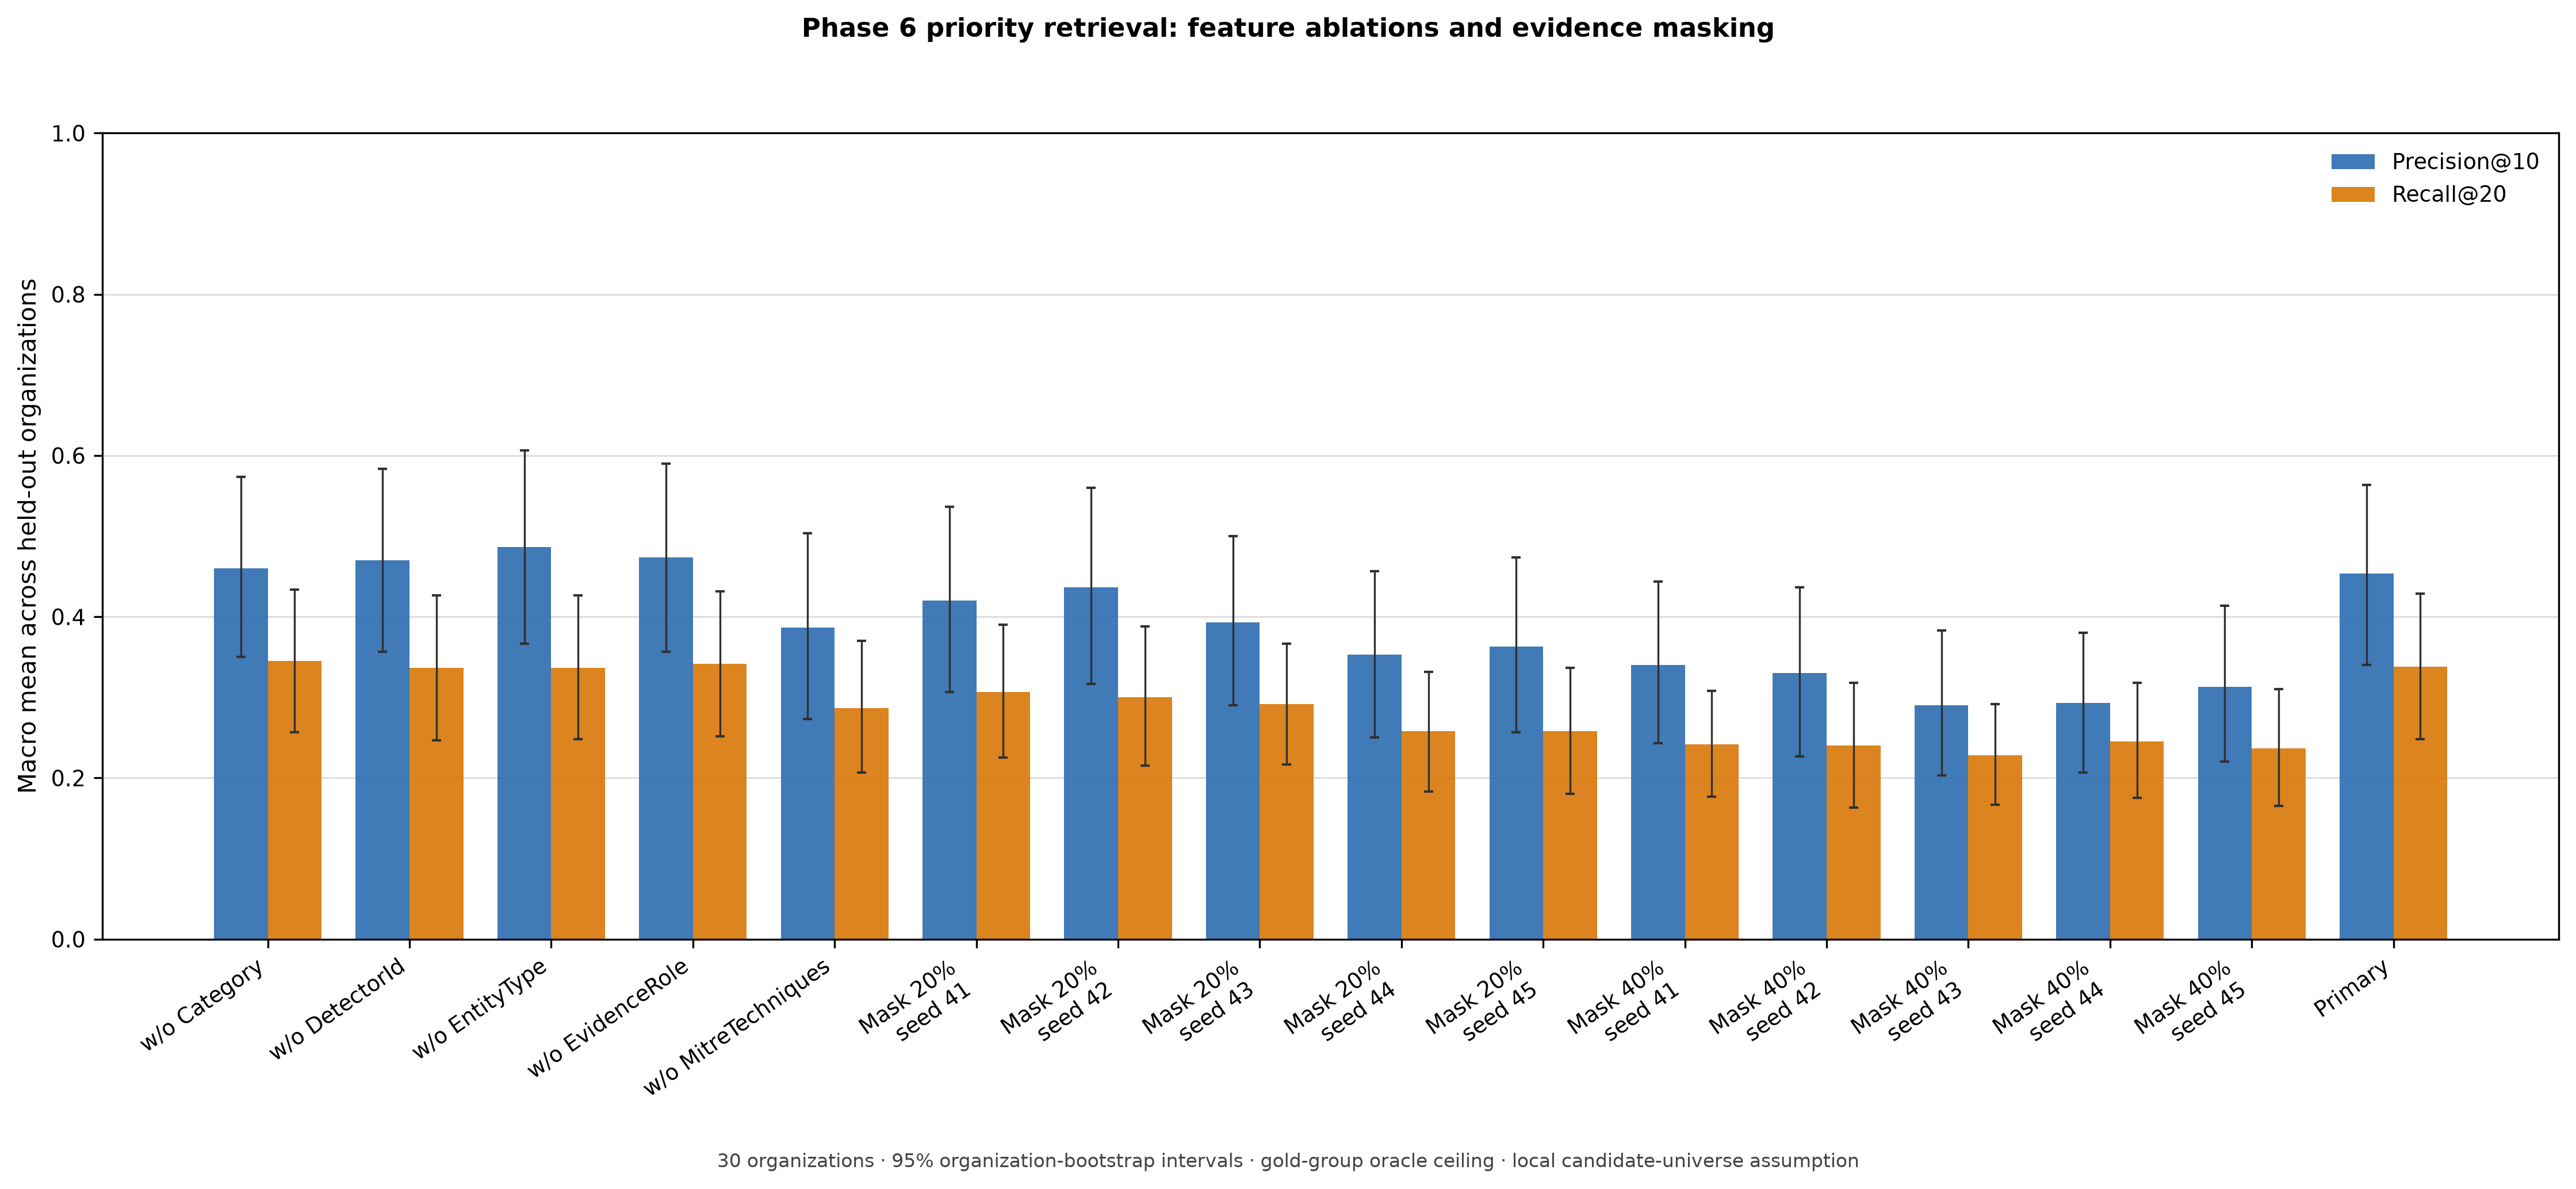 Phase 6 priority retrieval: feature ablations and evidence masking
Precision@10
Recall@20
Macro mean across held-out organizations
1.0
0.8
0.6
0.4
0.2
0.0
w/o Category
w/o DetectorId
w/o EntityType
w/o EvidenceRole
w/o MitreTechniques
Mask 20%
seed 41
Mask 20%
seed 42
Mask 20%
seed 43
Mask 20%
seed 44
Mask 20%
seed 45
Mask 40%
seed 41
Mask 40%
seed 42
Mask 40%
seed 43
Mask 40%
seed 44
Mask 40%
seed 45
Primary
30 organizations · 95% organization-bootstrap intervals · gold-group oracle ceiling · local candidate-universe assumption